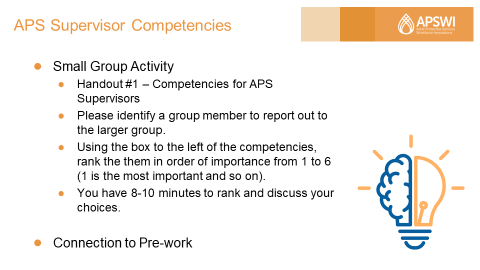 APS Supervisor Competencies
APSWI
Small Group Activity
Handout #1 – Competencies for APS
Supervisors
Please identify a group member to report out to
the larger group.
Using the box to the left of the competencies,
rank the them in order of importance from 1 to 6
(1 is the most important and so on).
You have 8-10 minutes to rank and discuss your
choices.
Connection to Pre-work